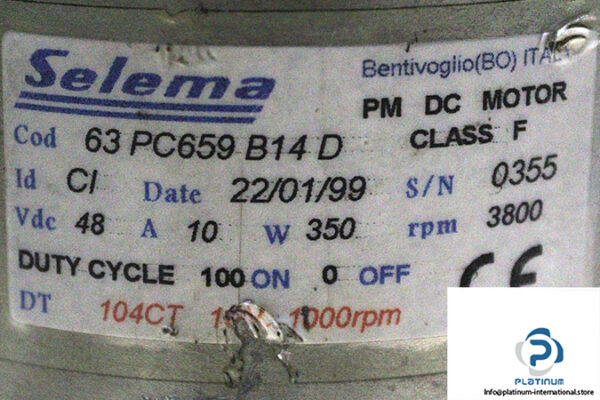 Selema
Bentivoglio(BO)
PM DC MOTOR
CLASS F
Cod 63 PC659 B14 D
Id CI Date 22/01/99 S/N 0355
Vdc 48 A 10 W 350 rpm 3800
DUTY CYCLE 100 ON 0 OFF
CE
DT 104CT 1000rpm
PLATINUM
Info@platinum-international.store